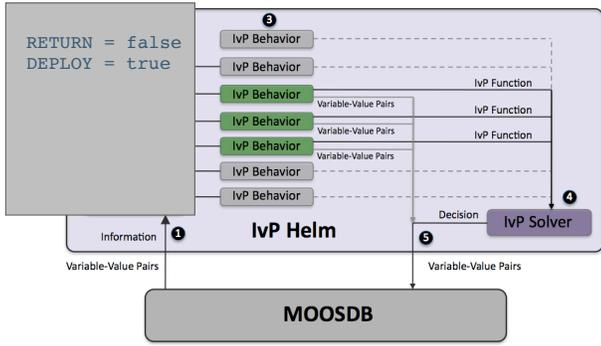 RETURN = false
DEPLOY = true
3
IvP Behavior
IvP Behavior
IvP Behavior
IvP Function
Variable-Value Pairs
IvP Behavior
IvP Function
Variable-Value Pairs
IvP Behavior
IvP Function
Variable-Value Pairs
IvP Behavior
IvP Behavior
4
IvP Solver
Decision
Information
1
IvP Helm
5
Variable-Value Pairs
Variable-Value Pairs
MOOSDB